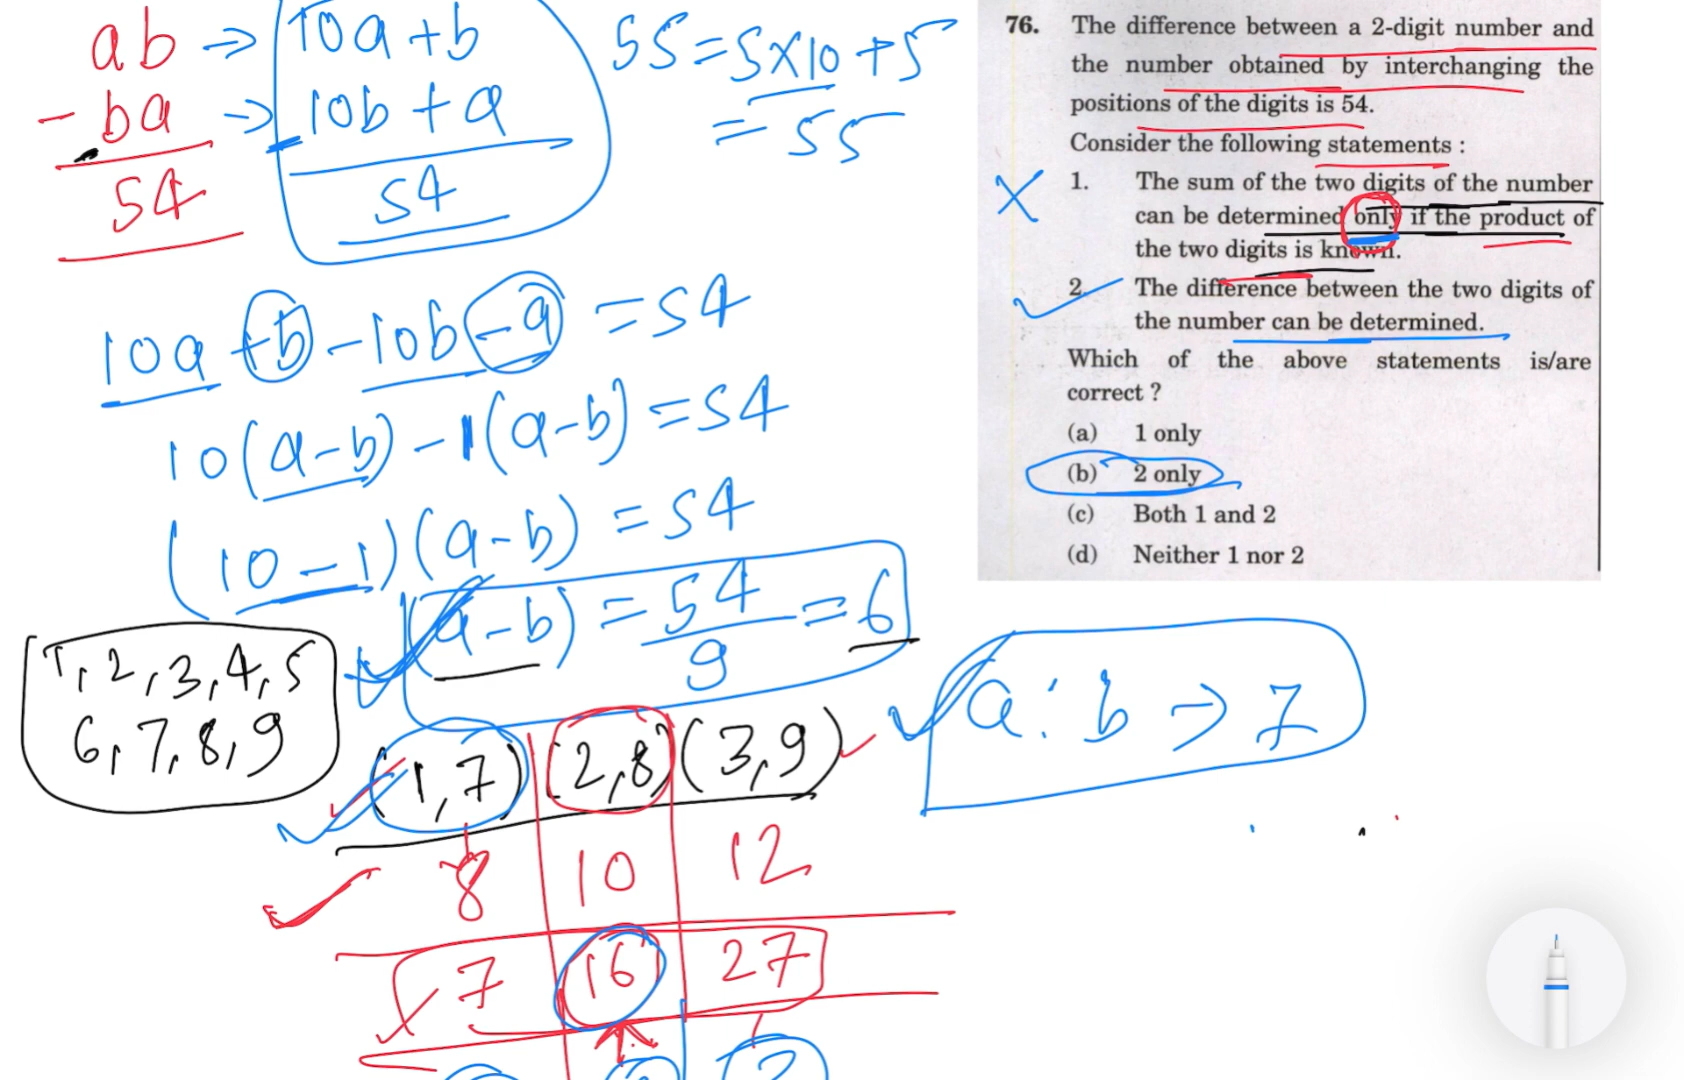 ab → 10a+b
- ba → 10b+a
54
54
55 = 5×10+5
= 55
10a +b -10b -a = 54
10(a-b) -1(a-b) = 54
(10-1)(a-b) = 54
(a-b) = 54/9 = 6
1, 2, 3, 4, 5
6, 7, 8, 9
(1,7) (2,8) (3,9)
8 10 12
7 16 27
a:b → 7
76. The difference between a 2-digit number and
the number obtained by interchanging the
positions of the digits is 54.
Consider the following statements :
1. The sum of the two digits of the number
can be determined only if the product of
the two digits is known.
2. The difference between the two digits of
the number can be determined.
Which of the above statements is/are
correct ?
(a) 1 only
(b) 2 only
(c) Both 1 and 2
(d) Neither 1 nor 2